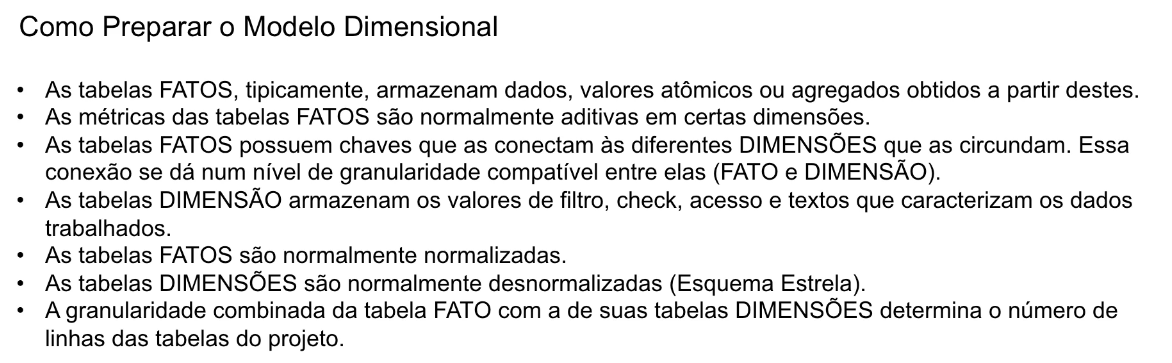 Como Preparar o Modelo Dimensional
• As tabelas FATOS, tipicamente, armazenam dados, valores atômicos ou agregados obtidos a partir destes.
• As métricas das tabelas FATOS são normalmente aditivas em certas dimensões.
• As tabelas FATOS possuem chaves que as conectam às diferentes DIMENSÕES que as circundam. Essa
conexão se dá num nível de granularidade compatível entre elas (FATO e DIMENSÃO).
• As tabelas DIMENSÃO armazenam os valores de filtro, check, acesso e textos que caracterizam os dados
trabalhados.
• As tabelas FATOS são normalmente normalizadas.
• As tabelas DIMENSÕES são normalmente desnormalizadas (Esquema Estrela).
• A granularidade combinada da tabela FATO com a de suas tabelas DIMENSÕES determina o número de
linhas das tabelas do projeto.